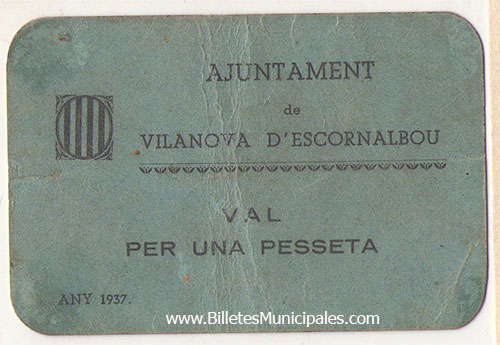 AJUNTAMENT
de
VILANOVA D'ESCORNALBOU
VAL
PER UNA PESSETA
ANY 1937.
www.BilletesMunicipales.com